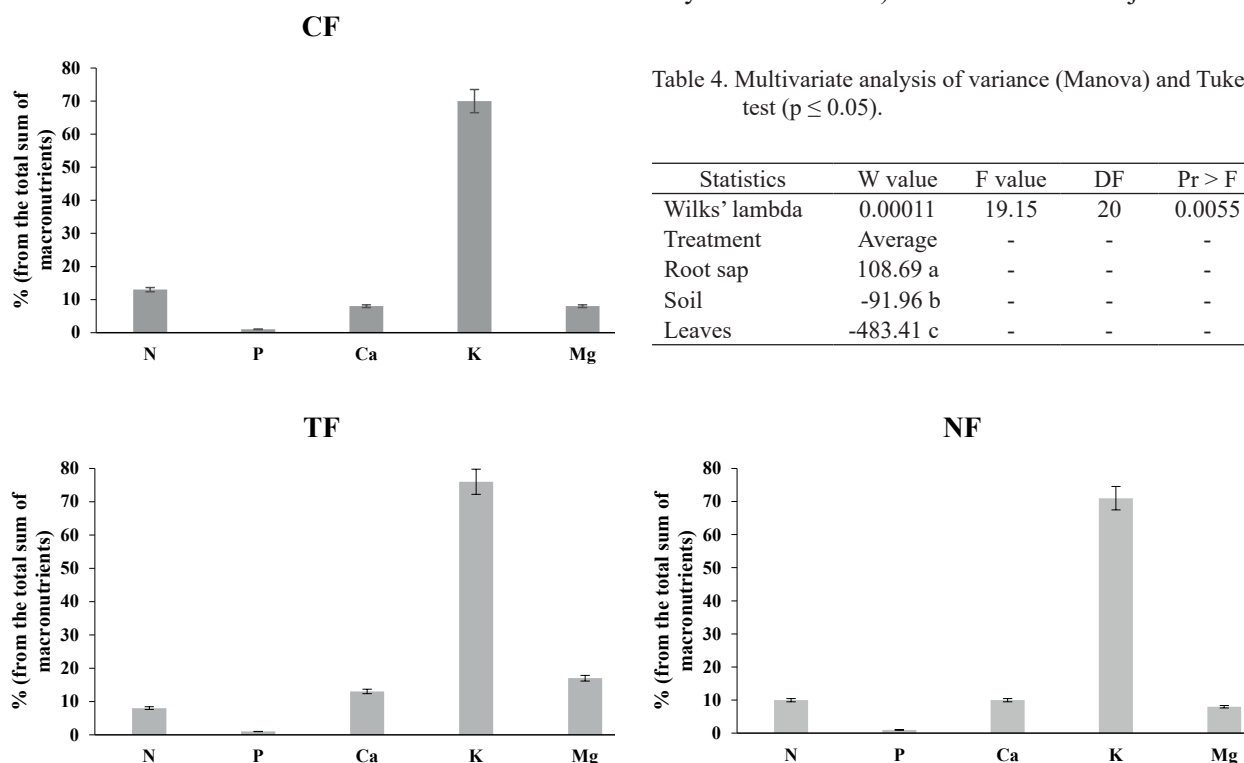 CF
% (from the total sum of
macronutrients)
80
70
60
50
40
30
20
10
0
N P Ca K Mg
Table 4. Multivariate analysis of variance (Manova) and Tuke
test (p ≤ 0.05).
Statistics W value F value DF Pr > F
Wilks’ lambda 0.00011 19.15 20 0.0055
Treatment Average - - -
Root sap 108.69 a - - -
Soil -91.96 b - - -
Leaves -483.41 c - - -
TF
% (from the total sum of
macronutrients)
80
70
60
50
40
30
20
10
0
N P Ca K Mg
NF
% (from the total sum of
macronutrients)
80
70
60
50
40
30
20
10
0
N P Ca K Mg